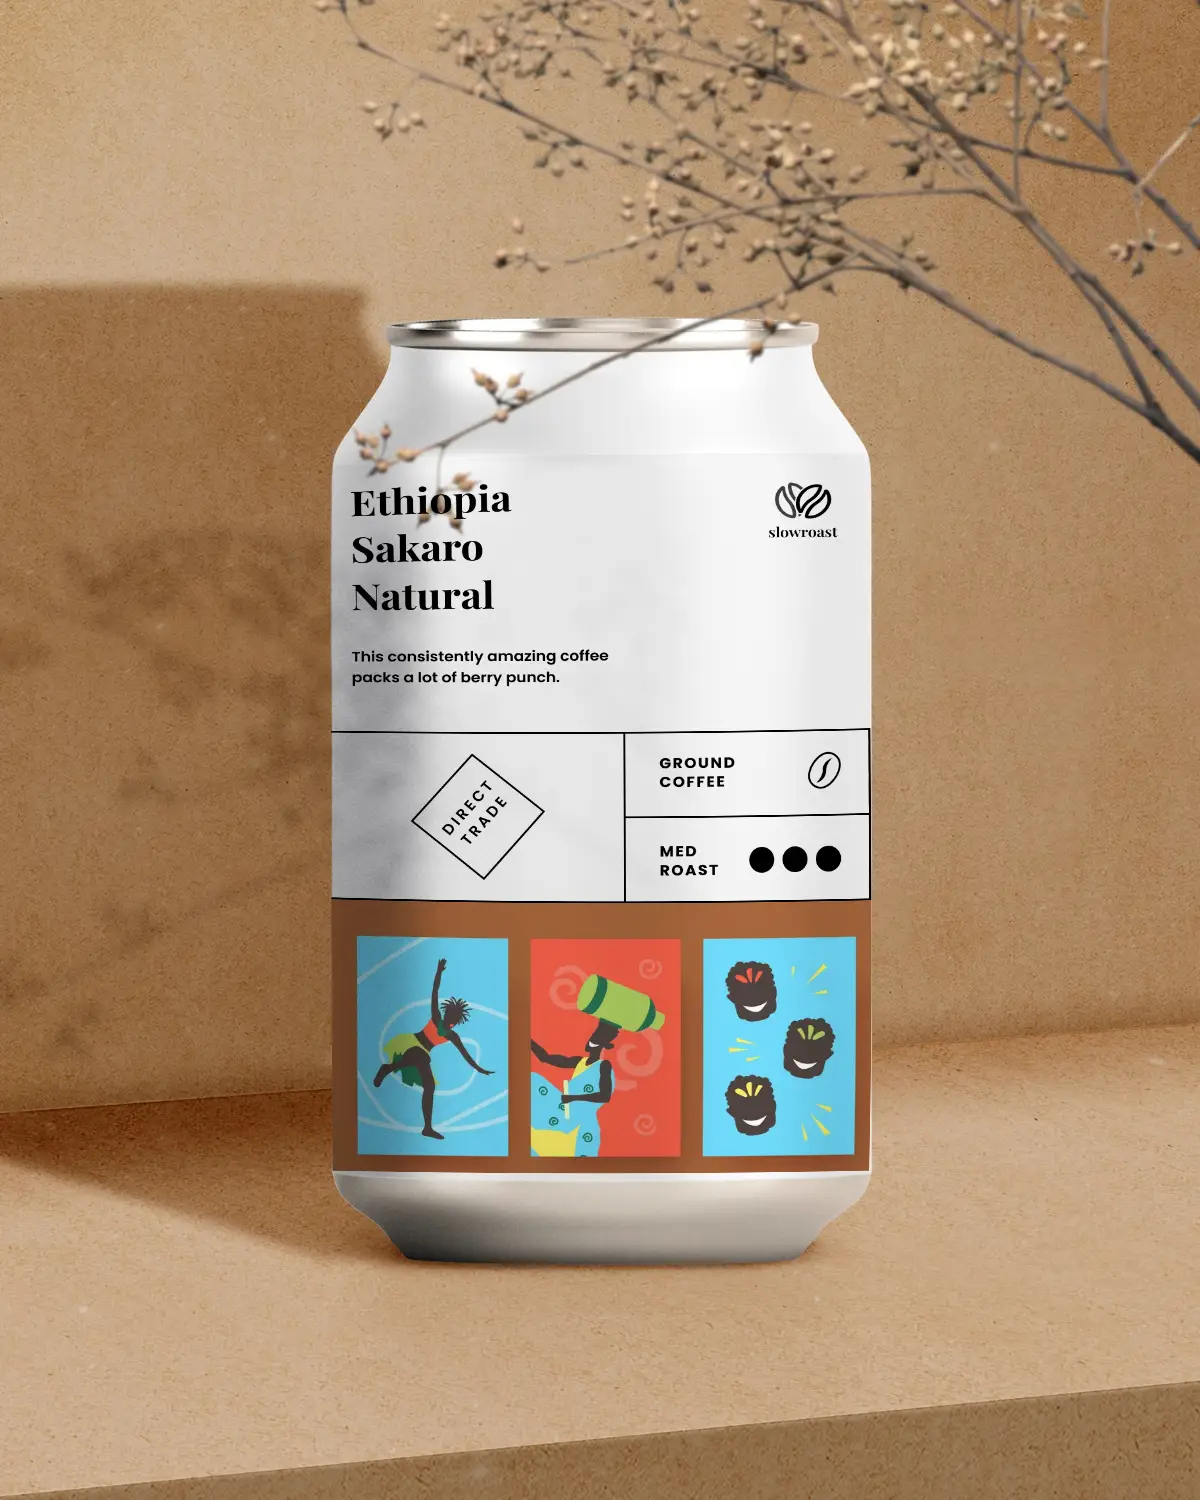 Ethiopia
Sakaro
Natural
slowroast
This consistently amazing coffee
packs a lot of berry punch.
DIRECT
TRADE
GROUND
COFFEE
MED
ROAST